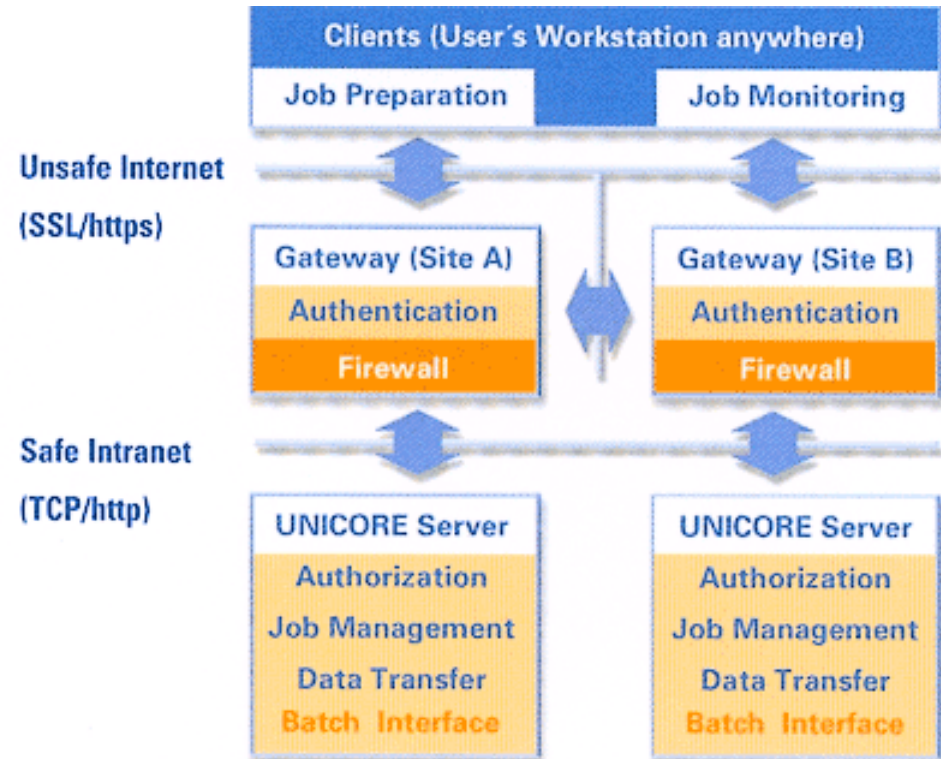 Clients (User´s Workstation anywhere)
Job Preparation
Job Monitoring
Unsafe Internet
(SSL/https)
Gateway (Site A)
Authentication
Firewall
Gateway (Site B)
Authentication
Firewall
Safe Intranet
(TCP/http)
UNICORE Server
Authorization
Job Management
Data Transfer
Batch Interface
UNICORE Server
Authorization
Job Management
Data Transfer
Batch Interface